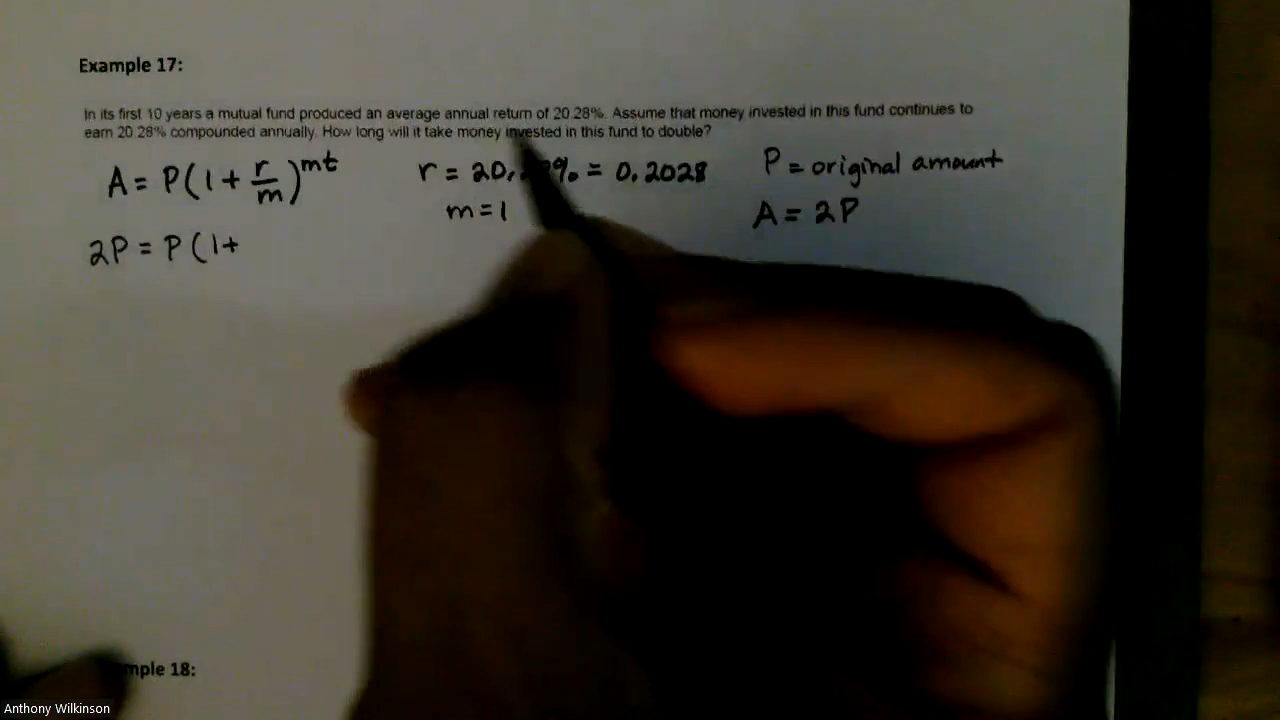 Example 17:
In its first 10 years a mutual fund produced an average annual return of 20.28%. Assume that money invested in this fund continues to
earn 20.28% compounded annually. How long will it take money invested in this fund to double?
A = P(1 + r/m)^mt r = 20. % = 0.2028 P = original amount
m = 1 A = 2P
2P = P (1+
mple 18:
Anthony Wilkinson